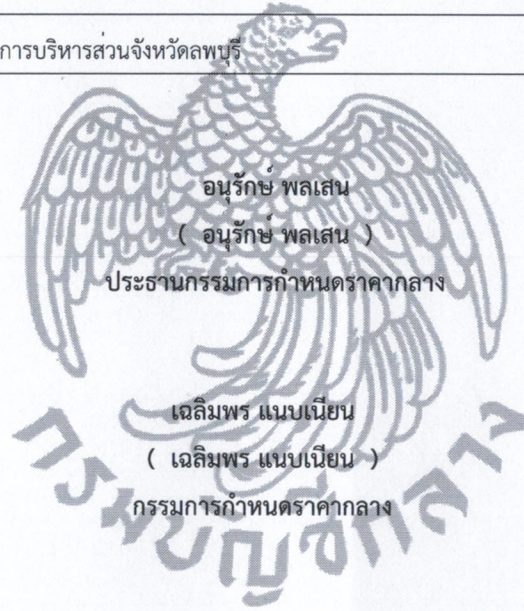 การบริหารส่วนจังหวัดลพบุรี
อนุรักษ์ พลเสน
( อนุรักษ์ พลเสน )
ประธานกรรมการกำหนดราคากลาง
เฉลิมพร แนบเนียน
( เฉลิมพร แนบเนียน )
กรรมการกำหนดราคากลาง
กรมบัญชีกลาง